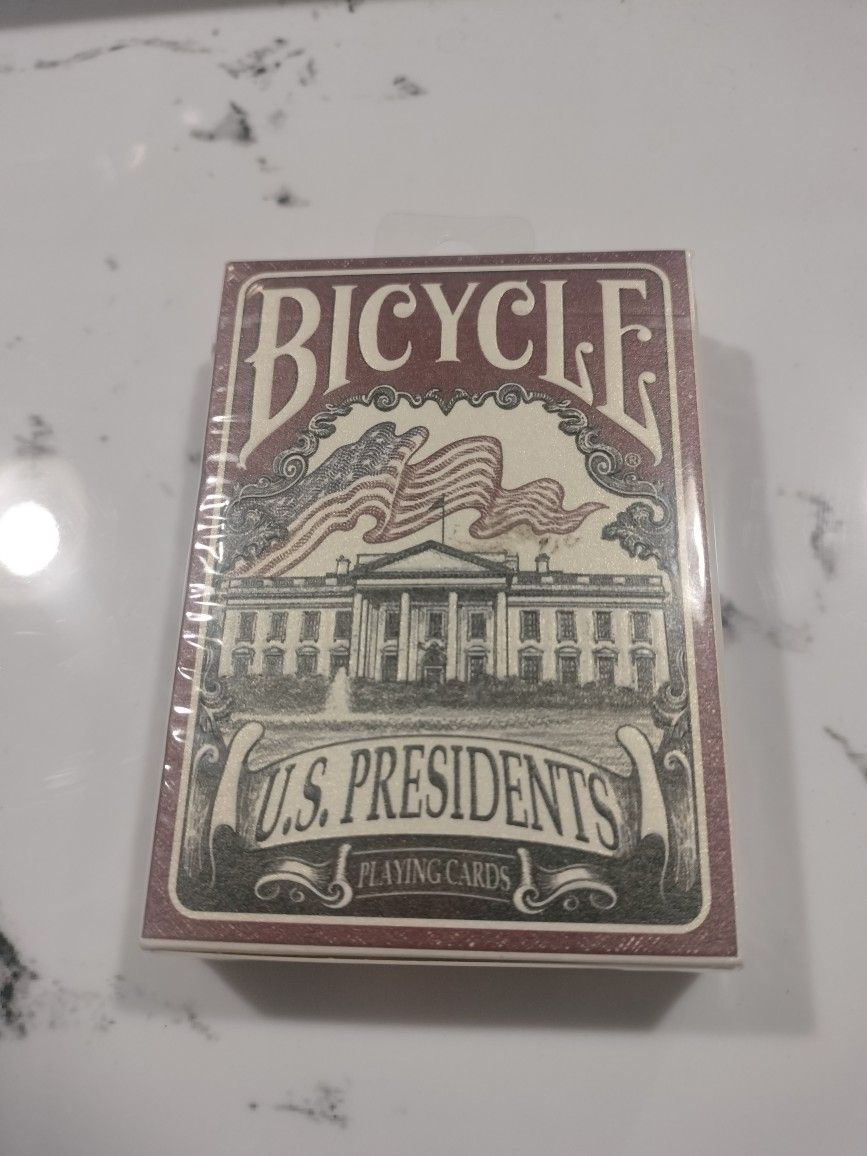 BICYCLE
®
U.S. PRESIDENTS
PLAYING CARDS